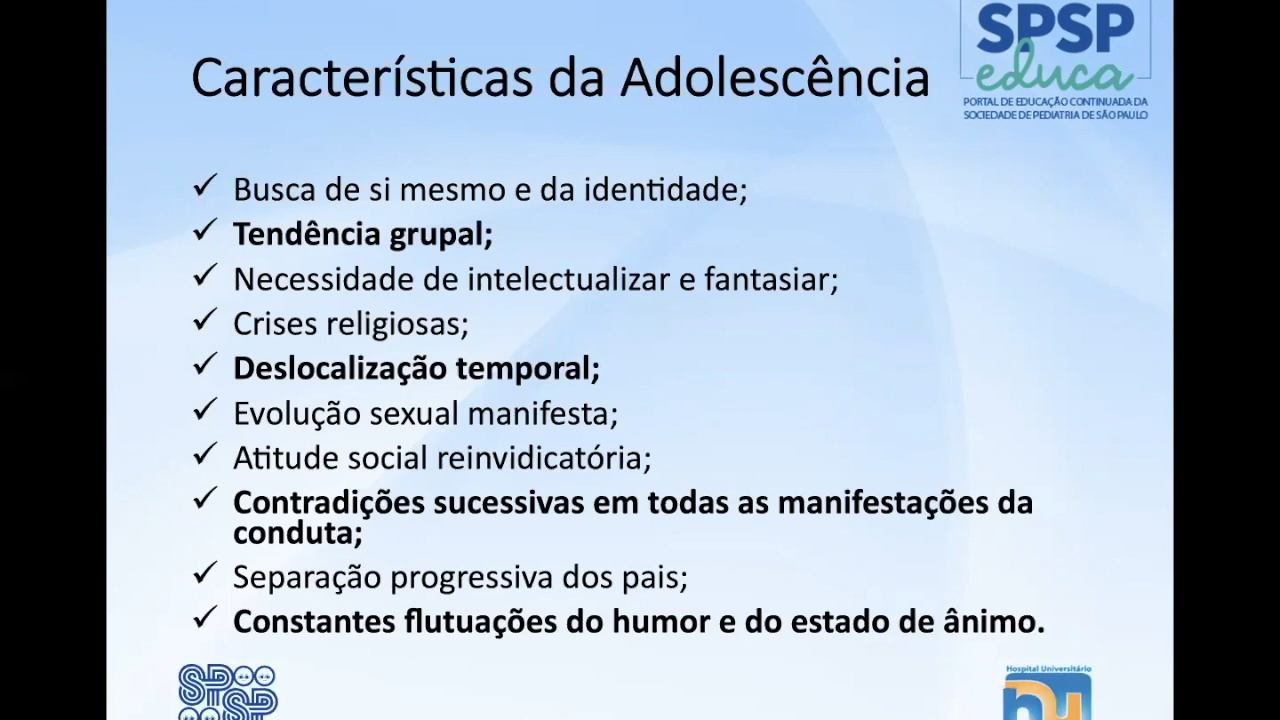 SPSP
educa
PORTAL DE EDUCAÇÃO CONTINUADA DA
SOCIEDADE DE PEDIATRIA DE SÃO PAULO
Características da Adolescência
✓ Busca de si mesmo e da identidade;
✓ Tendência grupal;
✓ Necessidade de intelectualizar e fantasiar;
✓ Crises religiosas;
✓ Deslocalização temporal;
✓ Evolução sexual manifesta;
✓ Atitude social reinvidicatória;
✓ Contradições sucessivas em todas as manifestações da
conduta;
✓ Separação progressiva dos pais;
✓ Constantes flutuações do humor e do estado de ânimo.
SP
SP
Hospital Universitário
hu